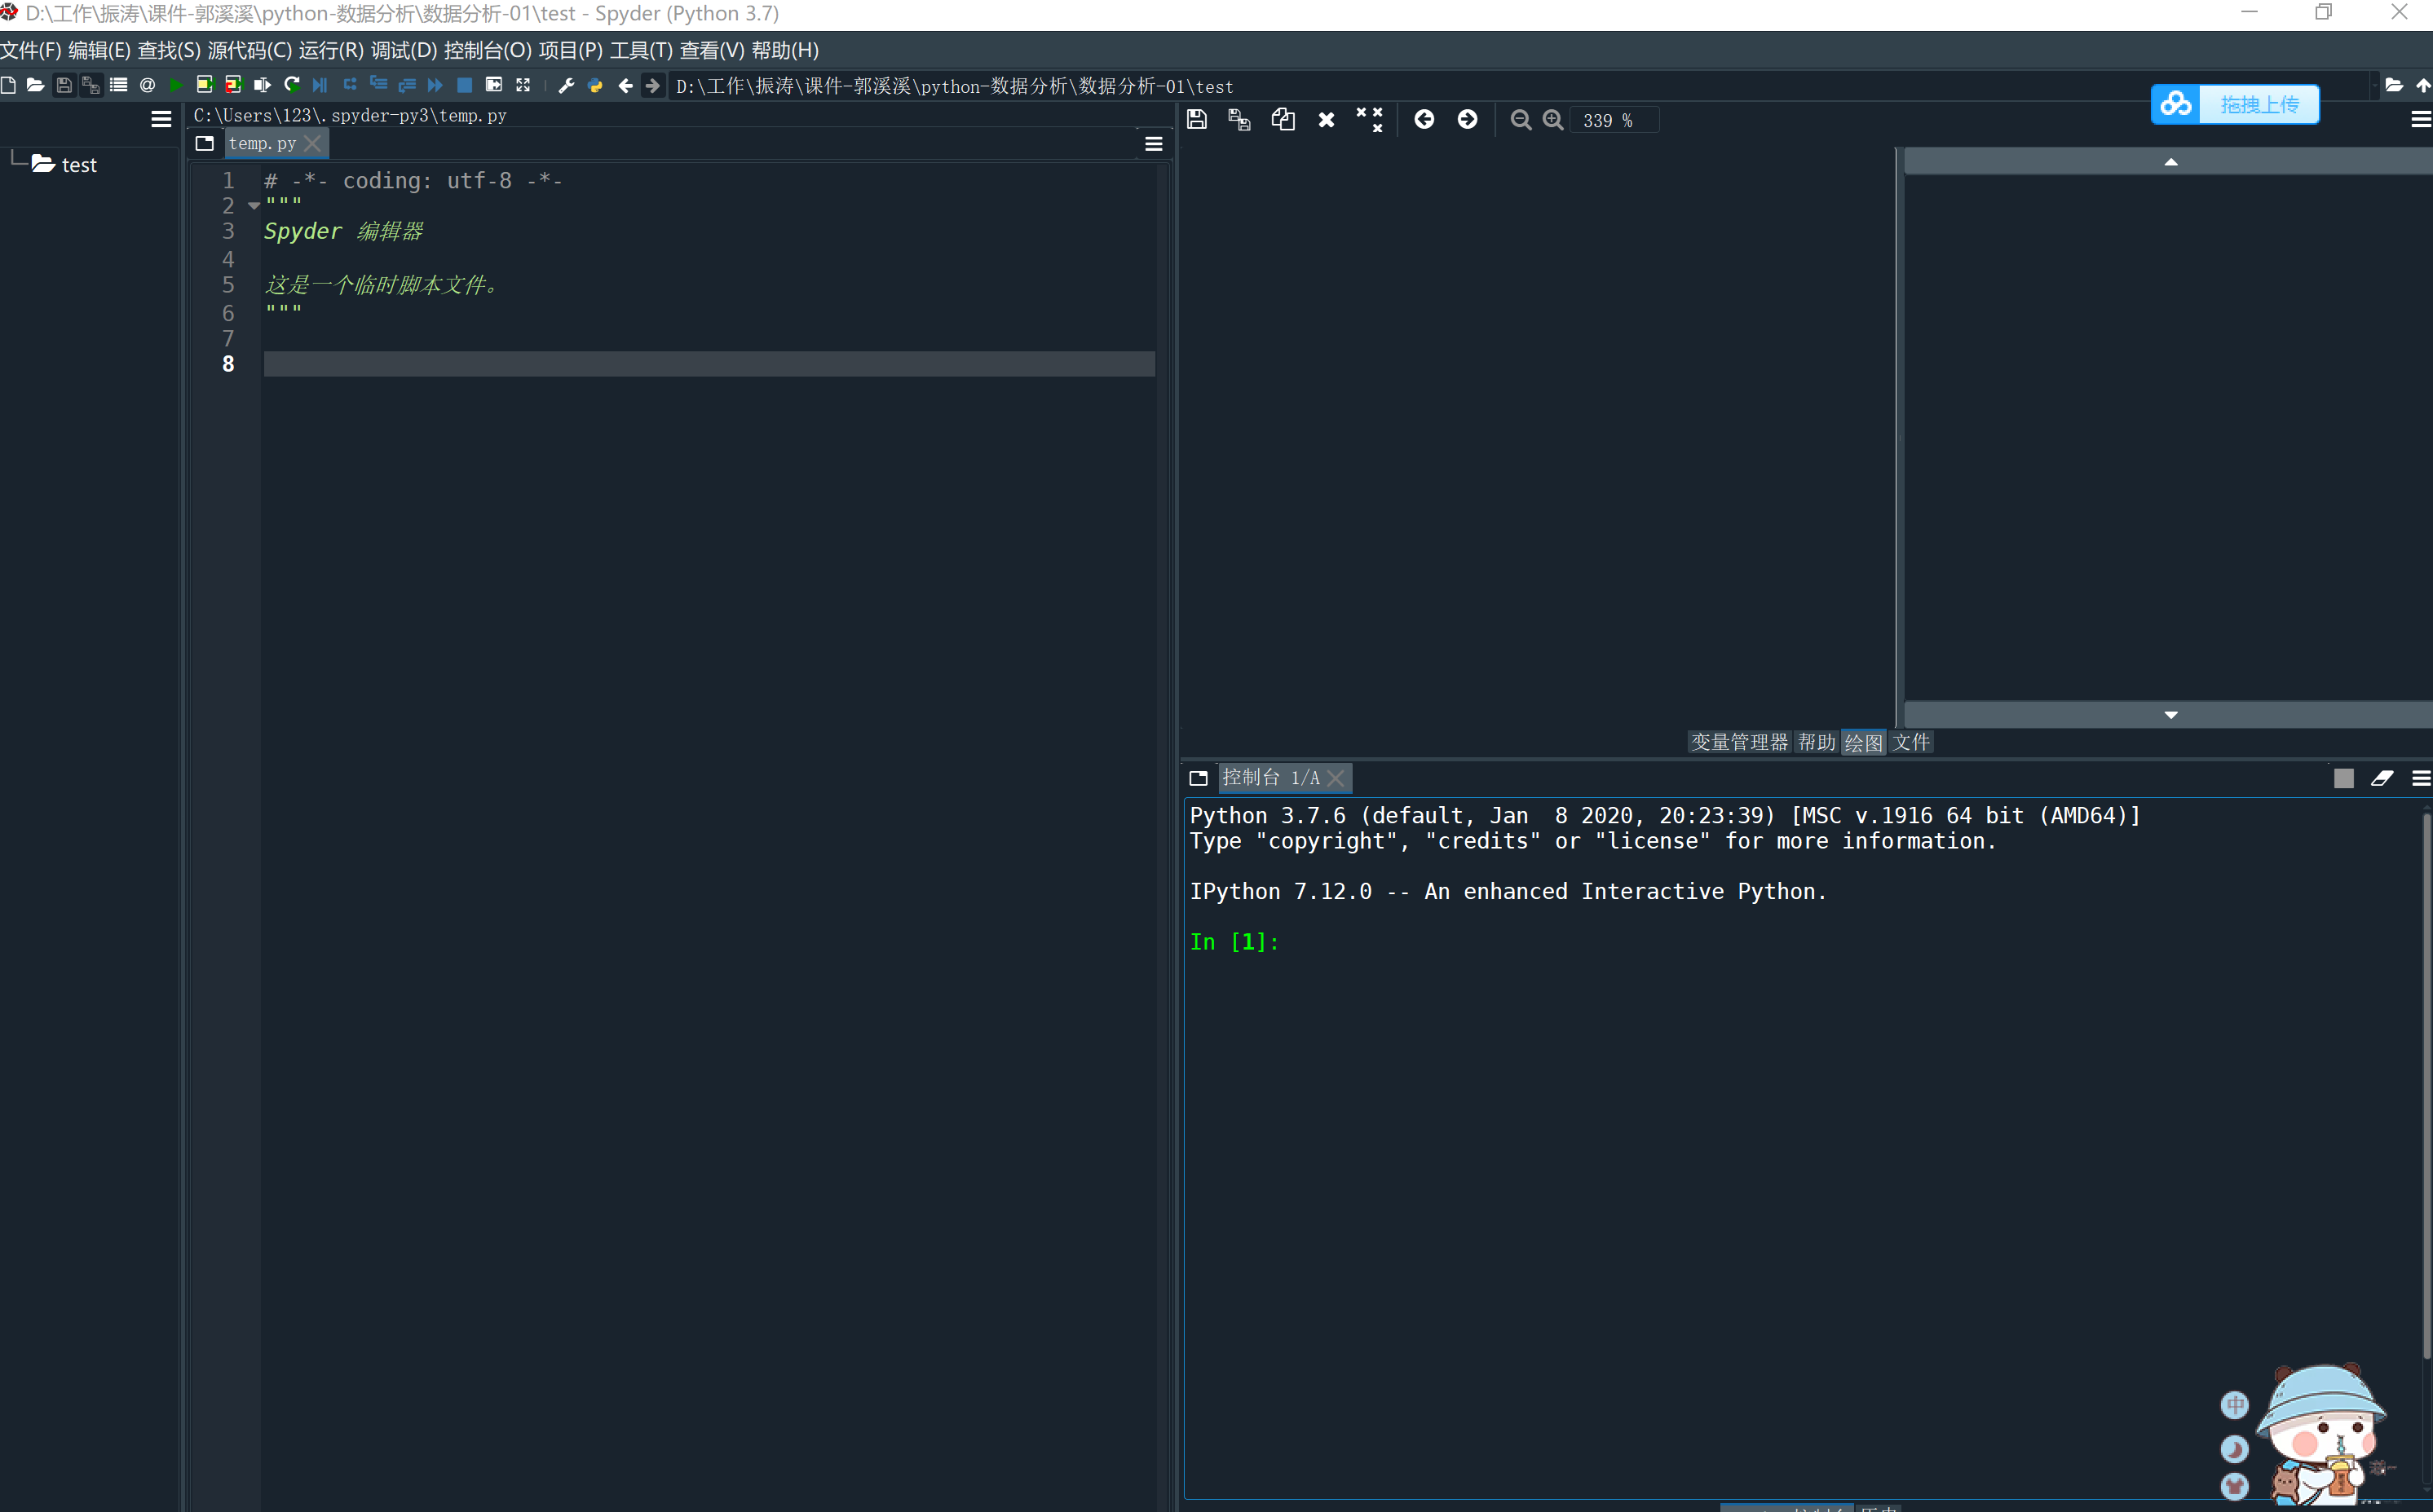 D:\工作\振涛\课件-郭溪溪\python-数据分析\数据分析-01\test - Spyder (Python 3.7)
文件(F) 编辑(E) 查找(S) 源代码(C) 运行(R) 调试(D) 控制台(O) 项目(P) 工具(T) 查看(V) 帮助(H)
D:\工作\振涛\课件-郭溪溪\python-数据分析\数据分析-01\test
拖拽上传
test
C:\Users\123\.spyder-py3\temp.py
temp.py
1 # -*- coding: utf-8 -*-
2 """
3 Spyder 编辑器
4
5 这是一个临时脚本文件。
6 """
7
8
339 %
变量管理器 帮助 绘图 文件
控制台 1/A
Python 3.7.6 (default, Jan  8 2020, 20:23:39) [MSC v.1916 64 bit (AMD64)]
Type "copyright", "credits" or "license" for more information.
IPython 7.12.0 -- An enhanced Interactive Python.
In [1]:
中